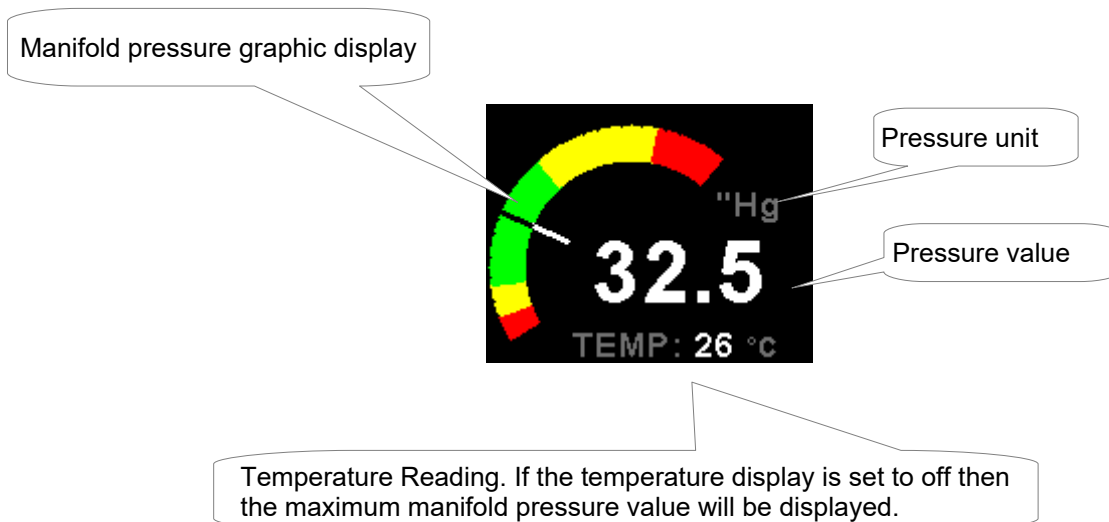 Manifold pressure graphic display
Pressure unit
"Hg
32.5
Pressure value
TEMP: 26 °C
Temperature Reading. If the temperature display is set to off then
the maximum manifold pressure value will be displayed.